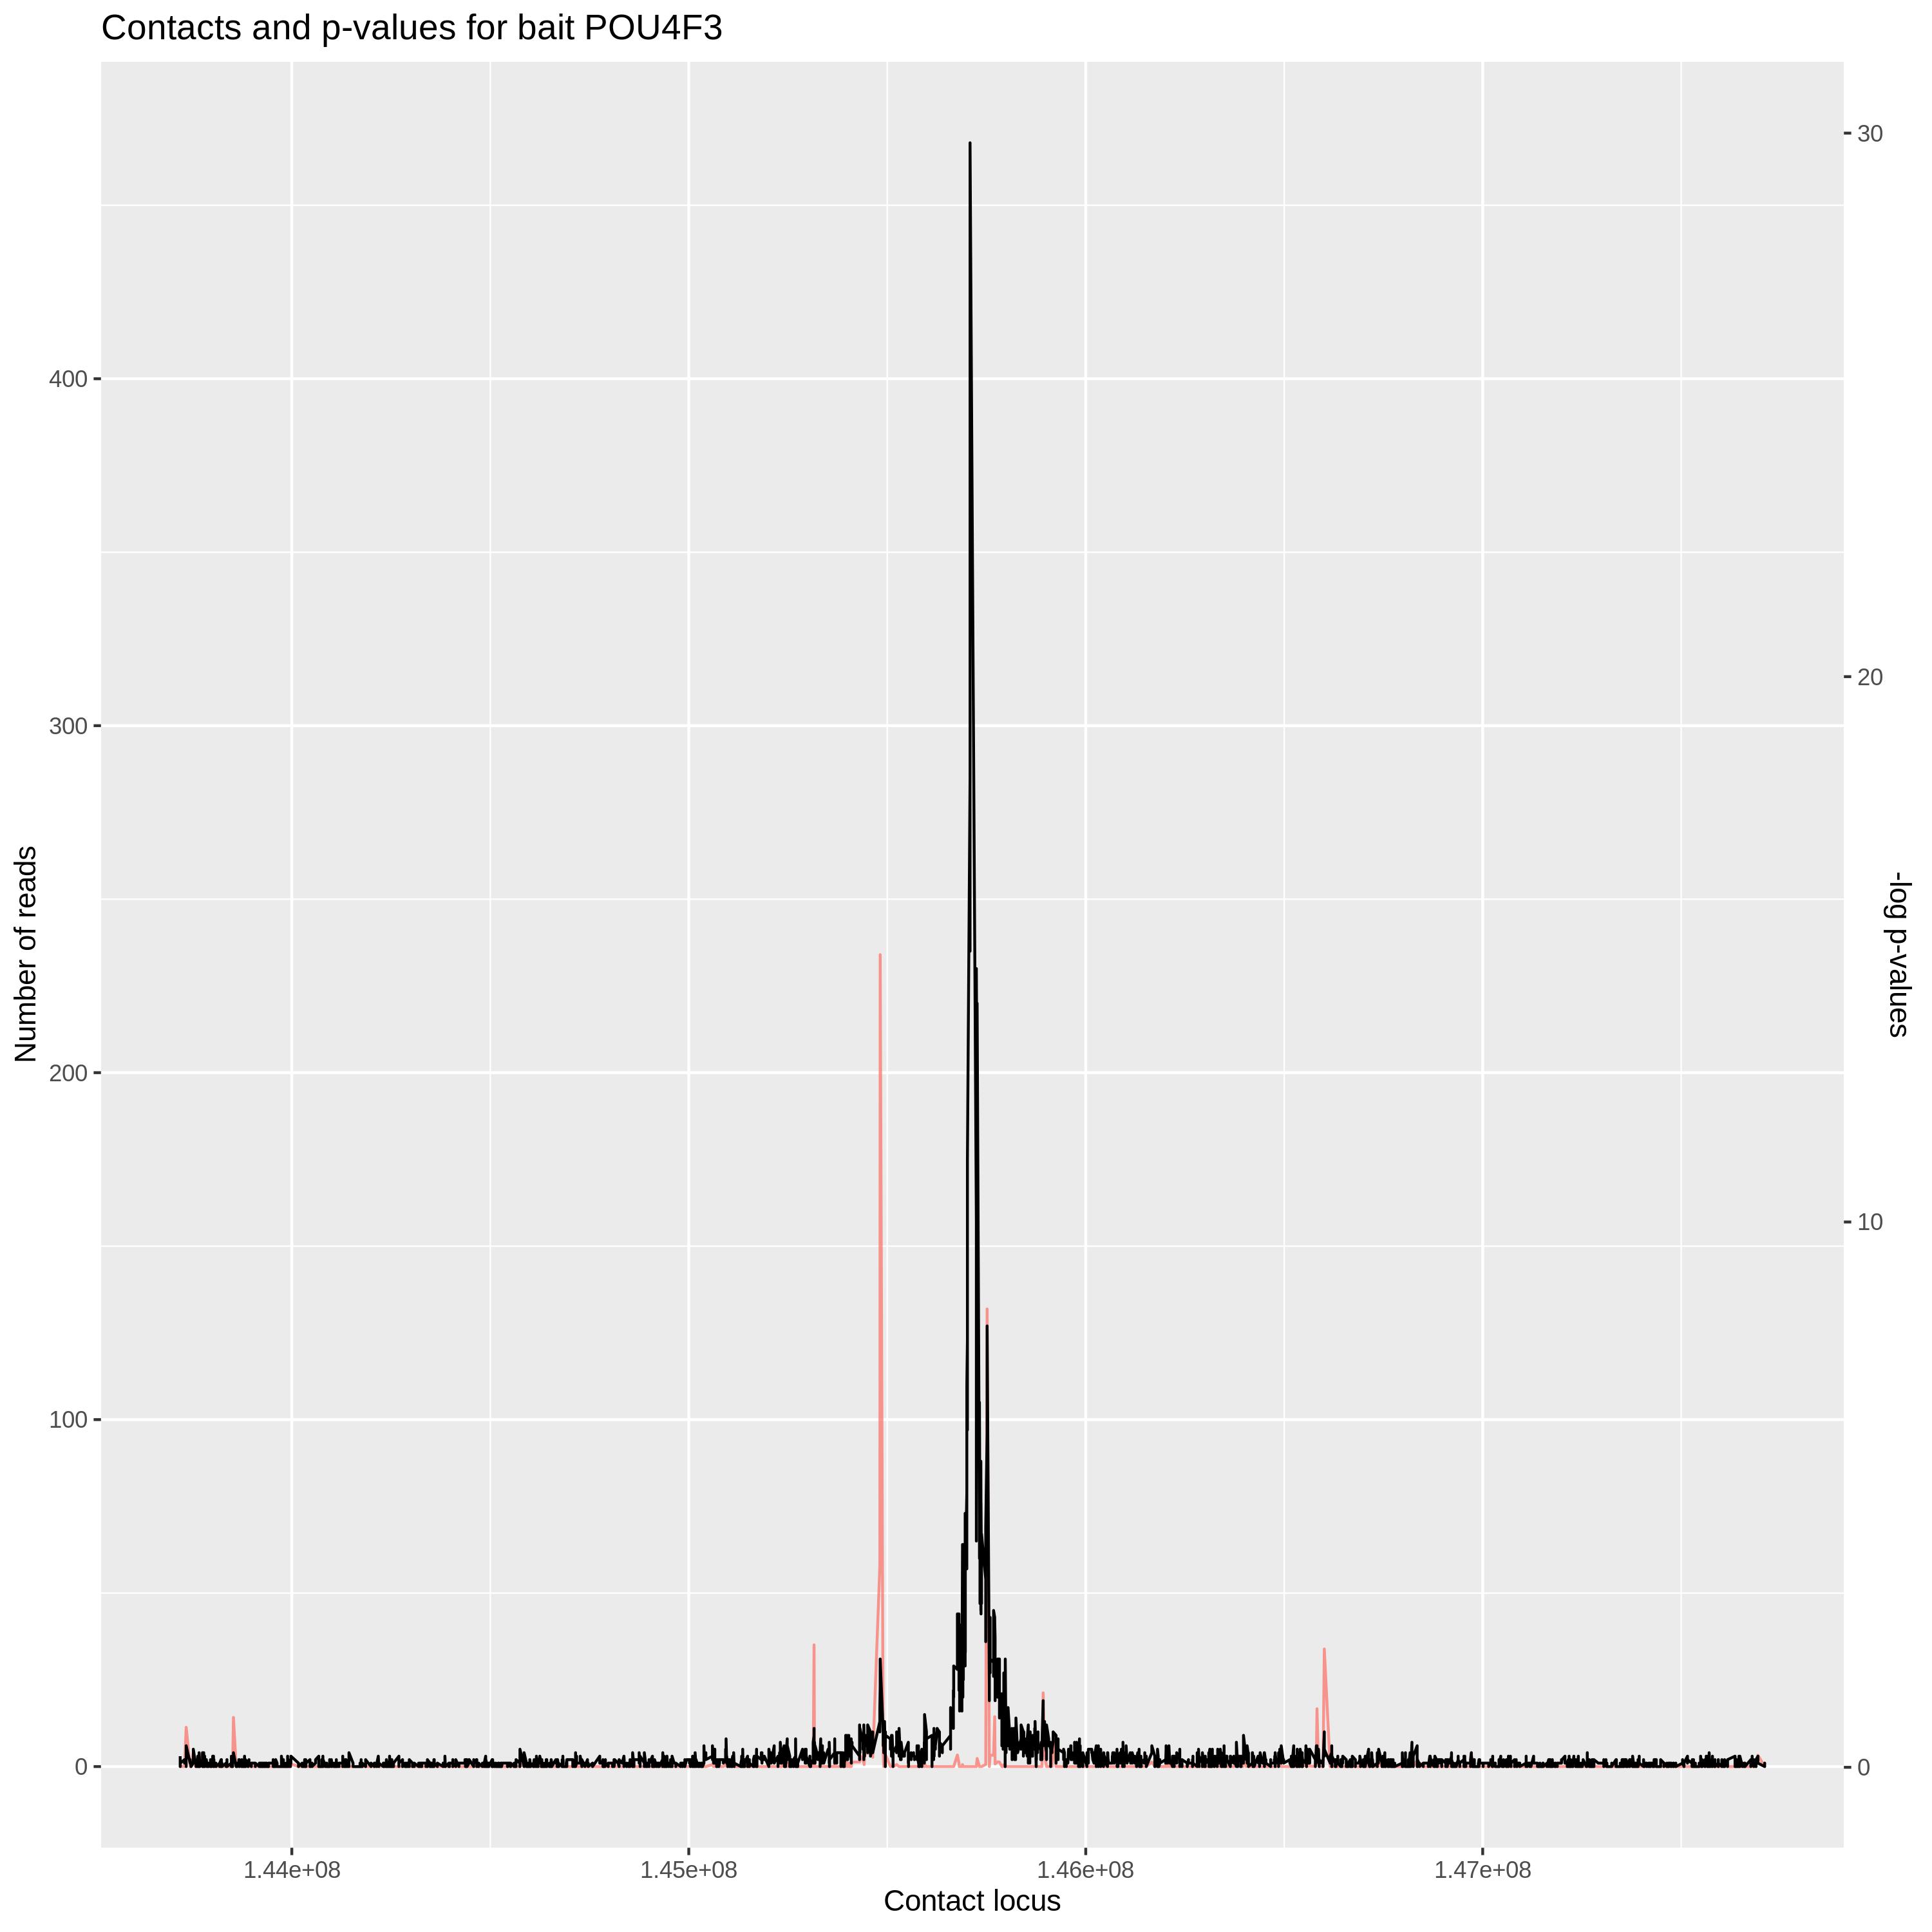 Contacts and p-values for bait POU4F3
30
400
20
300
Number of reads
-log p-values
200
10
100
0
0
1.44e+08
1.45e+08
1.46e+08
1.47e+08
Contact locus